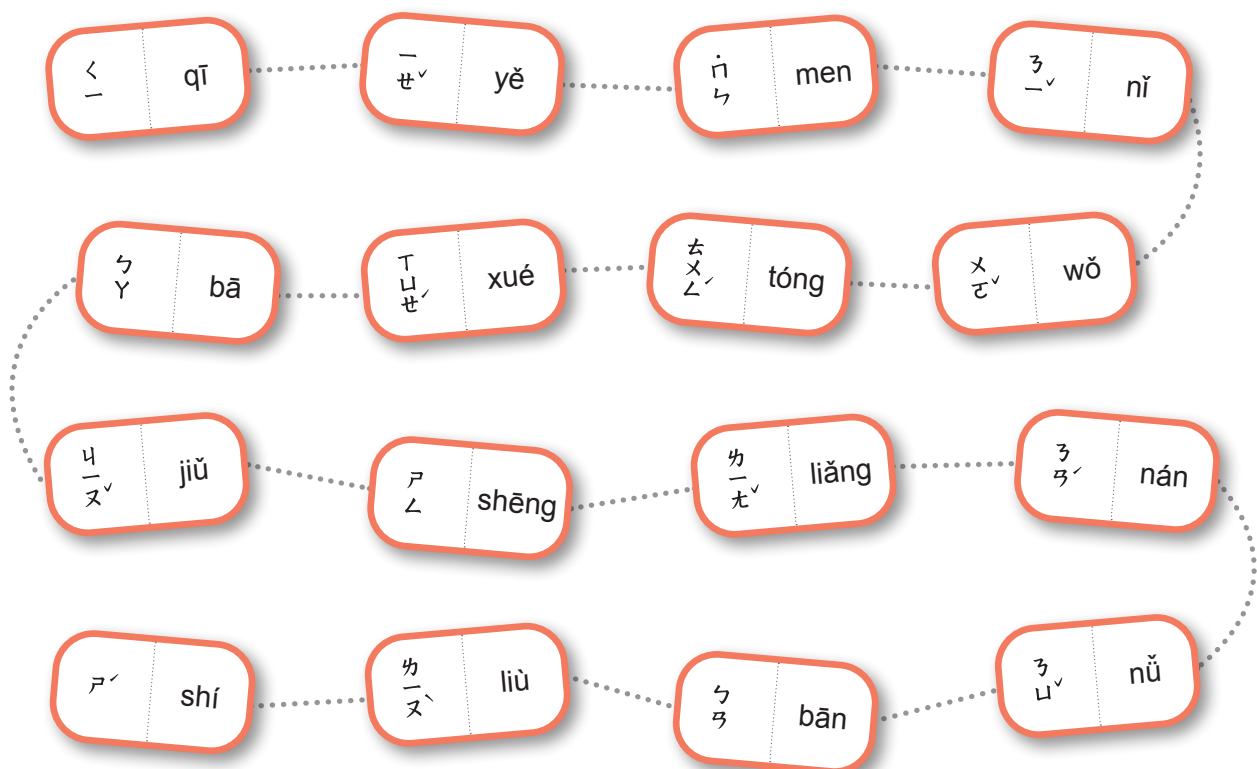 ㄑㄧ qī
ㄧㄝˇ yě
˙ㄇㄣ men
ㄋㄧˇ nǐ
ㄅㄚ bā
ㄒㄩㄝˊ xué
ㄊㄨㄥˊ tóng
ㄨㄛˇ wǒ
ㄐㄧㄡˇ jiǔ
ㄕㄥ shēng
ㄌㄧㄤˇ liǎng
ㄋㄢˊ nán
ㄕˊ shí
ㄌㄧㄡˋ liù
ㄅㄢ bān
ㄋㄩˇ nǚ